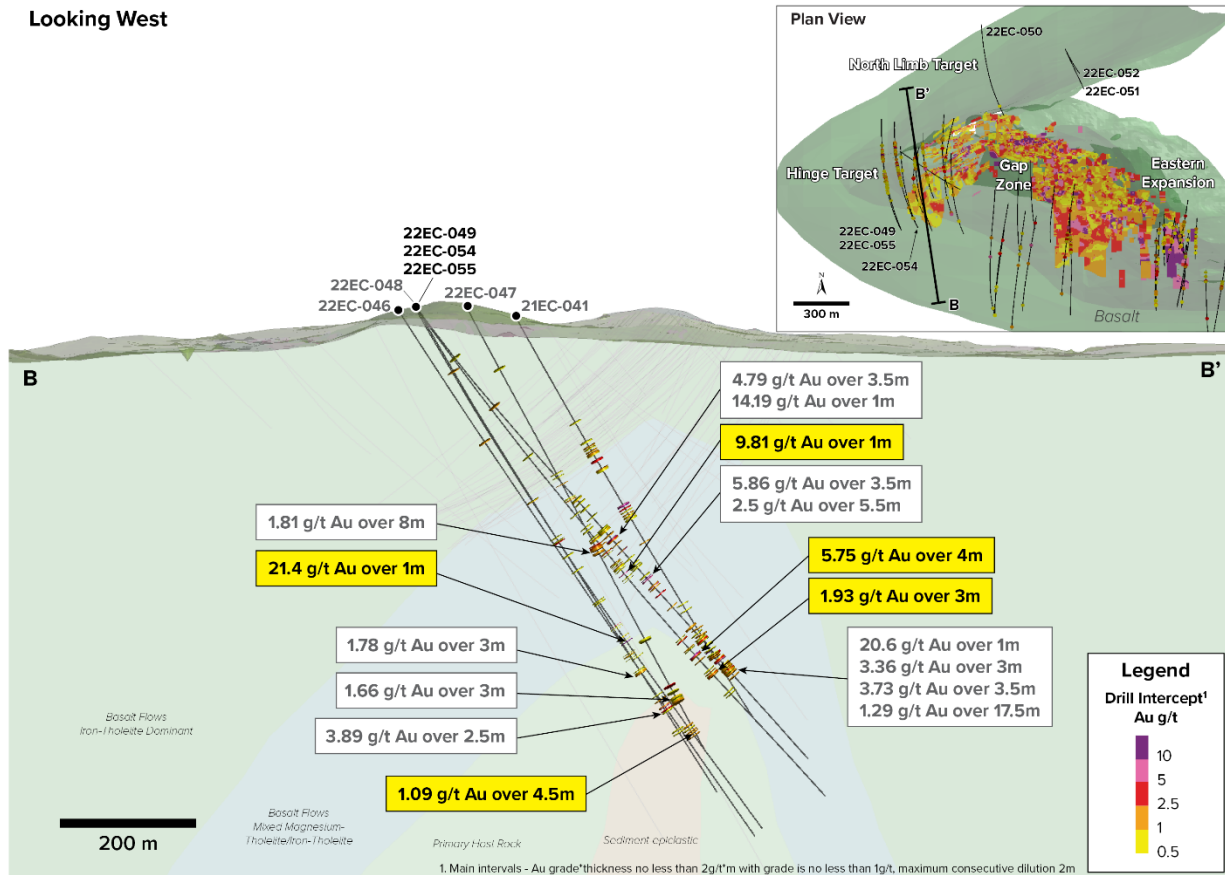 Looking West
Plan View
22EC-050
North Limb Target
22EC-052
22EC-051
B'
Hinge Target
Gap
Zone
Eastern
Expansion
22EC-049
22EC-055
22EC-054
B
N
300 m
Basalt
22EC-049
22EC-054
22EC-055
22EC-048
22EC-046
22EC-047
21EC-041
B
B'
4.79 g/t Au over 3.5m
14.19 g/t Au over 1m
9.81 g/t Au over 1m
5.86 g/t Au over 3.5m
2.5 g/t Au over 5.5m
1.81 g/t Au over 8m
21.4 g/t Au over 1m
5.75 g/t Au over 4m
1.93 g/t Au over 3m
1.78 g/t Au over 3m
1.66 g/t Au over 3m
3.89 g/t Au over 2.5m
20.6 g/t Au over 1m
3.36 g/t Au over 3m
3.73 g/t Au over 3.5m
1.29 g/t Au over 17.5m
1.09 g/t Au over 4.5m
Basalt Flows
Iron-Tholeiite Dominant
200 m
Basalt Flows
Mixed Magnesium-
Tholeiite/Iron-Tholeiite
Primary Host Rock
Sediment epiclastic
Legend
Drill Intercept¹
Au g/t
10
5
2.5
1
0.5
1. Main intervals - Au grade*thickness no less than 2g/t*m with grade is no less than 1g/t, maximum consecutive dilution 2m